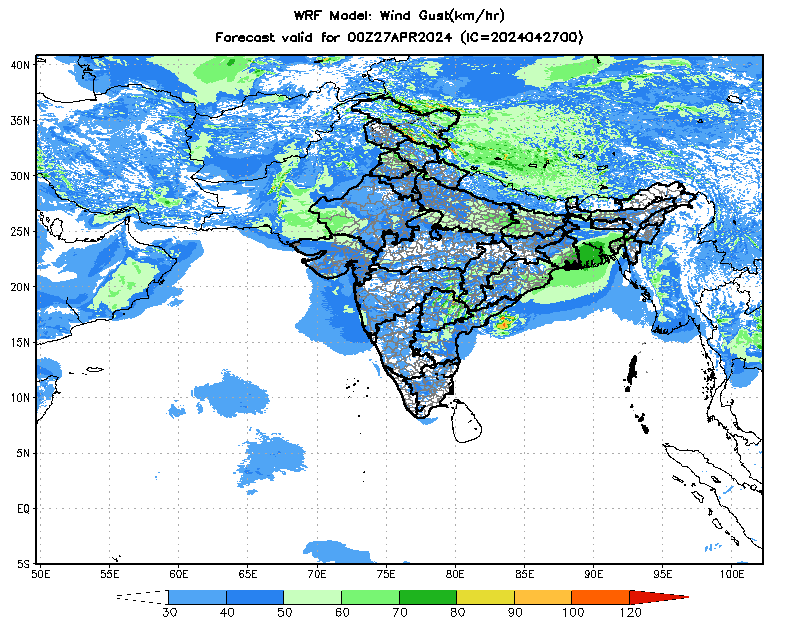 WRF Model: Wind Gust(km/hr)
Forecast valid for 00Z27APR2024 (IC=2024042700)
40N
35N
30N
25N
20N
15N
10N
5N
EQ
5S
50E 55E 60E 65E 70E 75E 80E 85E 90E 95E 100E
30 40 50 60 70 80 90 100 120